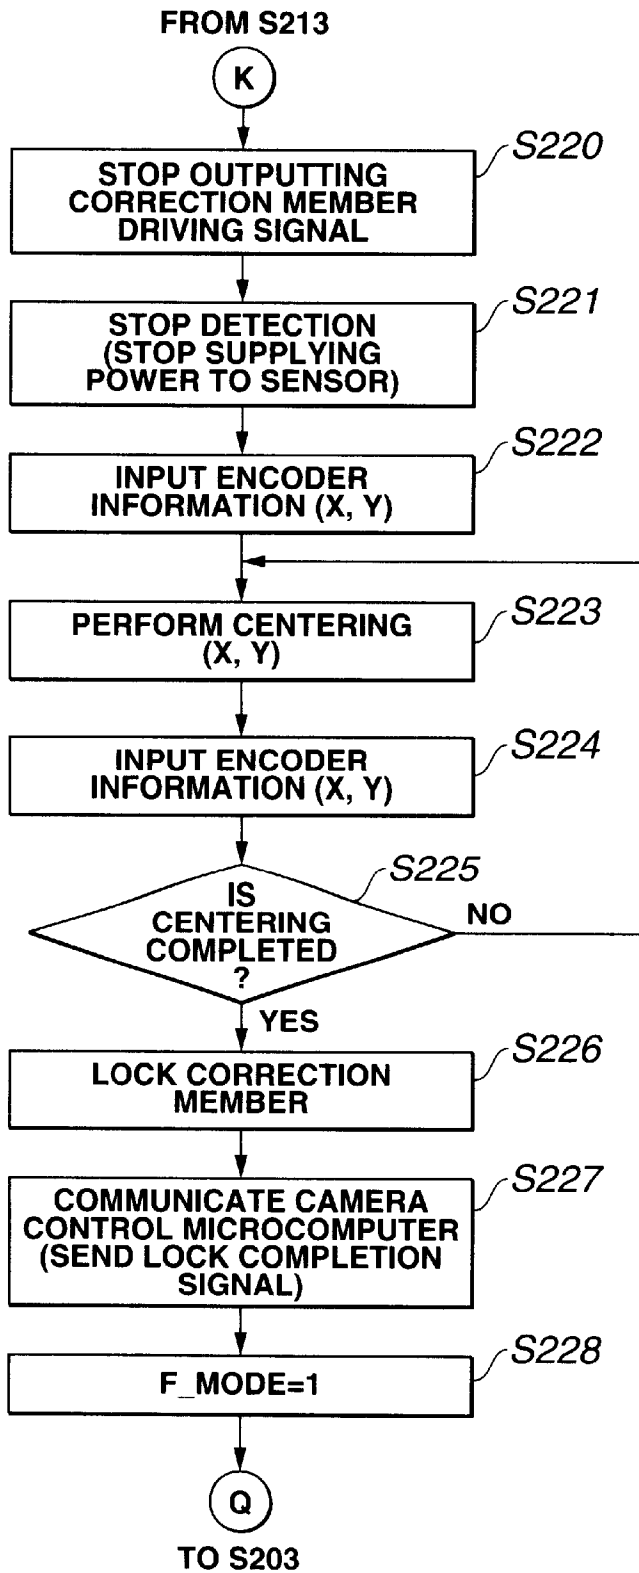 FROM S213
K
S220
STOP OUTPUTTING
CORRECTION MEMBER
DRIVING SIGNAL
S221
STOP DETECTION
(STOP SUPPLYING
POWER TO SENSOR)
S222
INPUT ENCODER
INFORMATION (X, Y)
S223
PERFORM CENTERING
(X, Y)
S224
INPUT ENCODER
INFORMATION (X, Y)
S225
IS
CENTERING
COMPLETED
?
NO
YES
S226
LOCK CORRECTION
MEMBER
S227
COMMUNICATE CAMERA
CONTROL MICROCOMPUTER
(SEND LOCK COMPLETION
SIGNAL)
S228
F_MODE=1
Q
TO S203